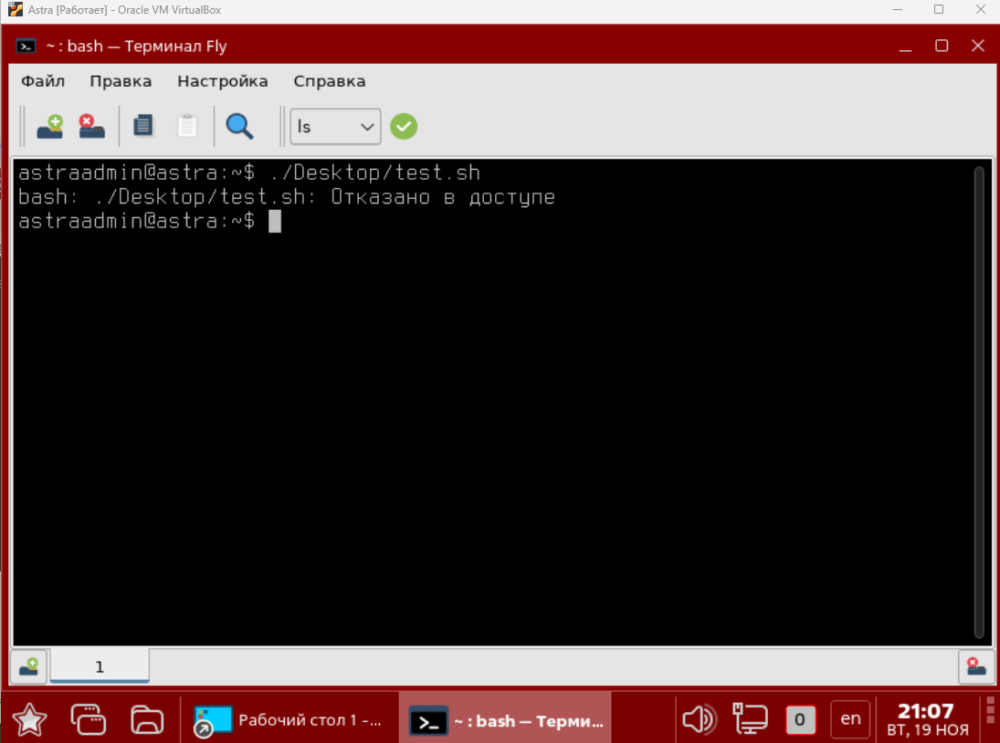 Astra [Работает] - Oracle VM VirtualBox
~ : bash — Терминал Fly
Файл Правка Настройка Справка
ls
astraadmin@astra:~$ ./Desktop/test.sh
bash: ./Desktop/test.sh: Отказано в доступе
astraadmin@astra:~$
1
Рабочий стол 1 -...
~ : bash — Терми...
0
en
21:07
ВТ, 19 НОЯ